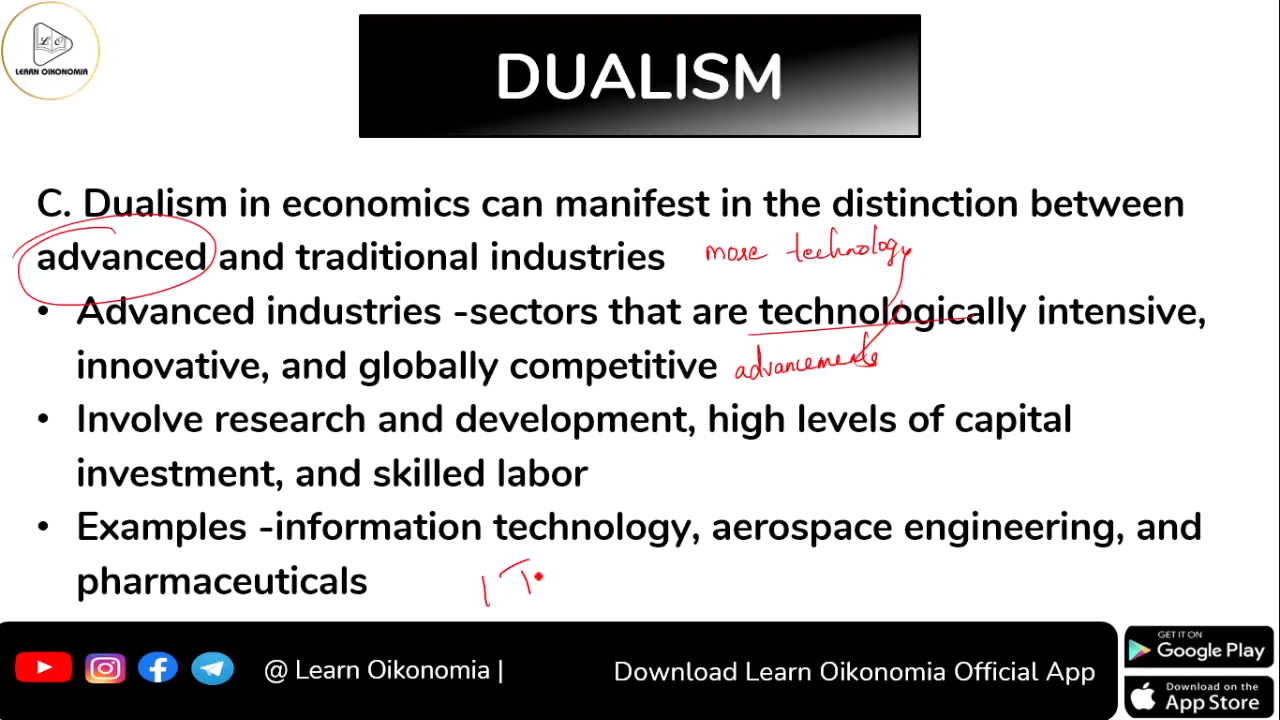 LO
LEARN OIKONOMIA
DUALISM
C. Dualism in economics can manifest in the distinction between
advanced and traditional industries more technology
• Advanced industries -sectors that are technologically intensive,
innovative, and globally competitive advancements
• Involve research and development, high levels of capital
investment, and skilled labor
• Examples -information technology, aerospace engineering, and
pharmaceuticals IT
@ Learn Oikonomia | Download Learn Oikonomia Official App
GET IT ON
Google Play
Download on the
App Store